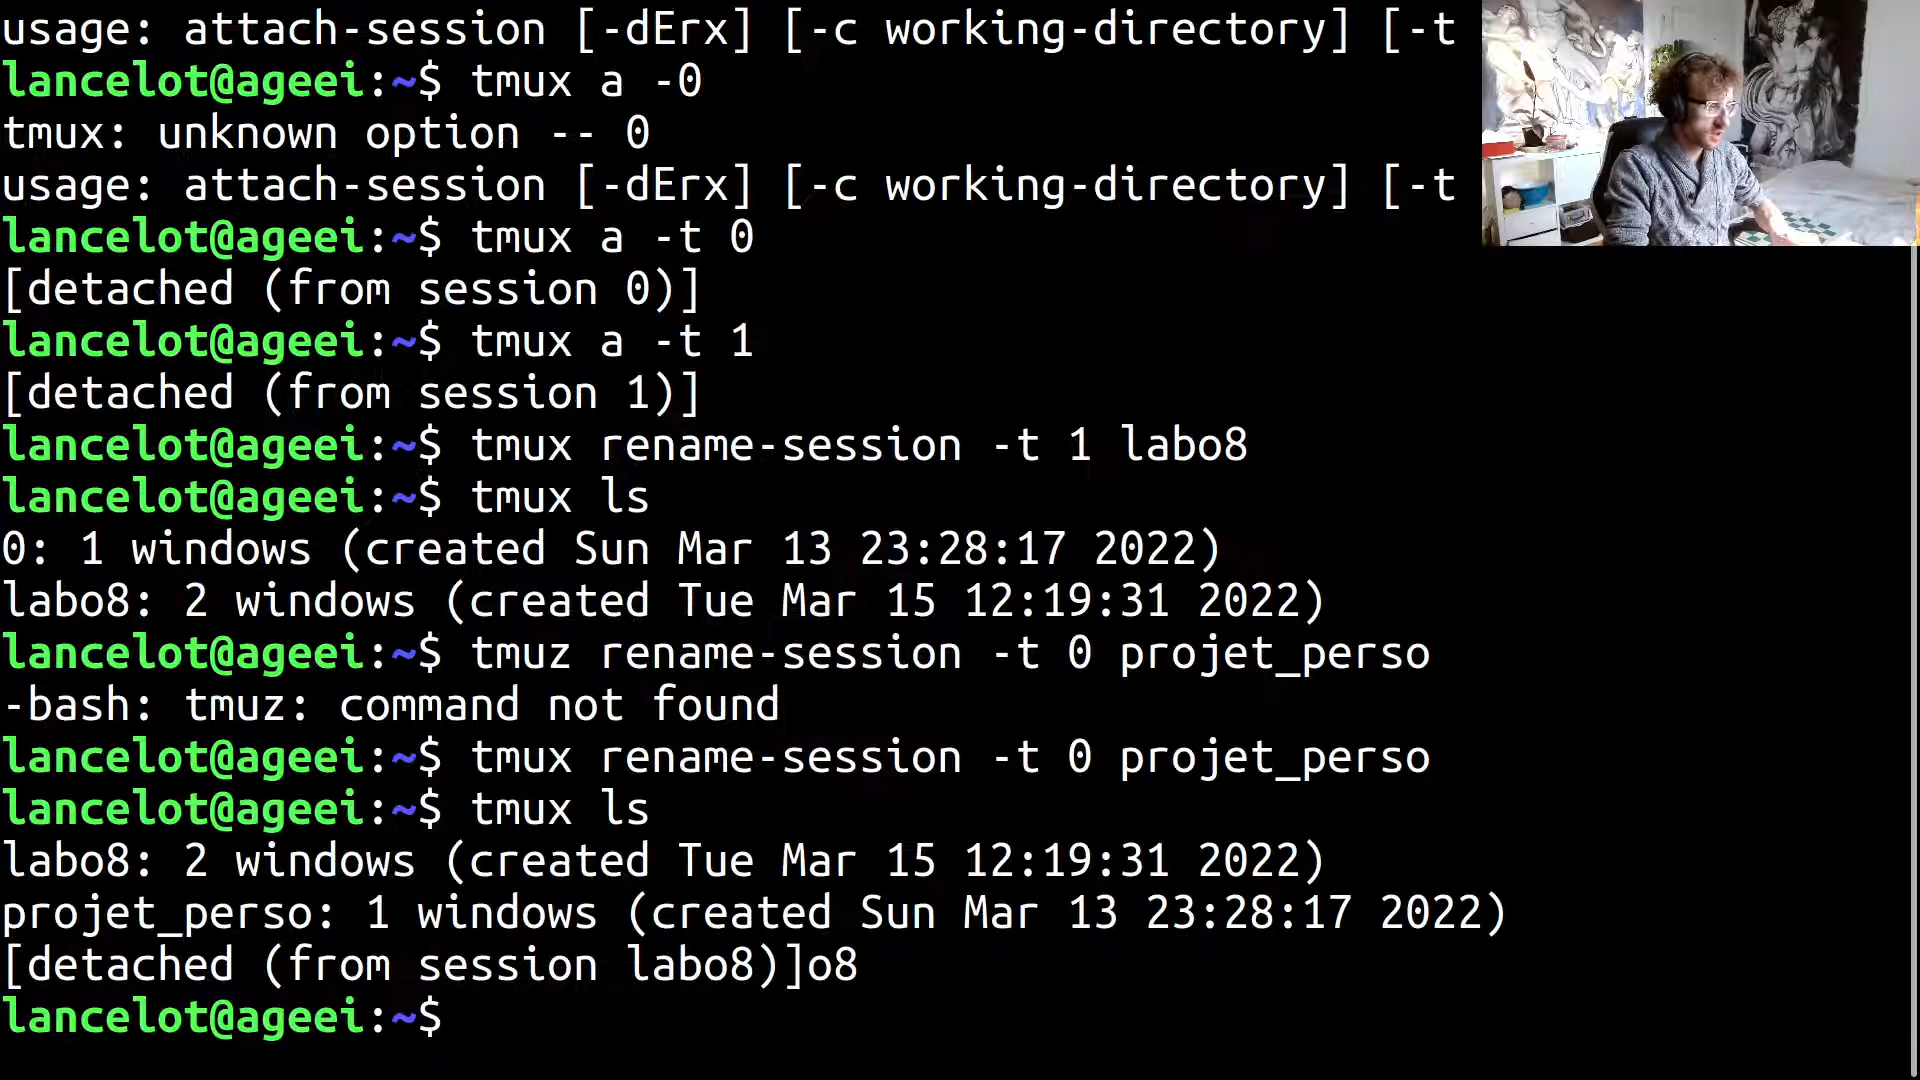 usage: attach-session [-dErx] [-c working-directory] [-t
lancelot@ageei:~$ tmux a -0
tmux: unknown option -- 0
usage: attach-session [-dErx] [-c working-directory] [-t
lancelot@ageei:~$ tmux a -t 0
[detached (from session 0)]
lancelot@ageei:~$ tmux a -t 1
[detached (from session 1)]
lancelot@ageei:~$ tmux rename-session -t 1 labo8
lancelot@ageei:~$ tmux ls
0: 1 windows (created Sun Mar 13 23:28:17 2022)
labo8: 2 windows (created Tue Mar 15 12:19:31 2022)
lancelot@ageei:~$ tmuz rename-session -t 0 projet_perso
-bash: tmuz: command not found
lancelot@ageei:~$ tmux rename-session -t 0 projet_perso
lancelot@ageei:~$ tmux ls
labo8: 2 windows (created Tue Mar 15 12:19:31 2022)
projet_perso: 1 windows (created Sun Mar 13 23:28:17 2022)
[detached (from session labo8)]o8
lancelot@ageei:~$